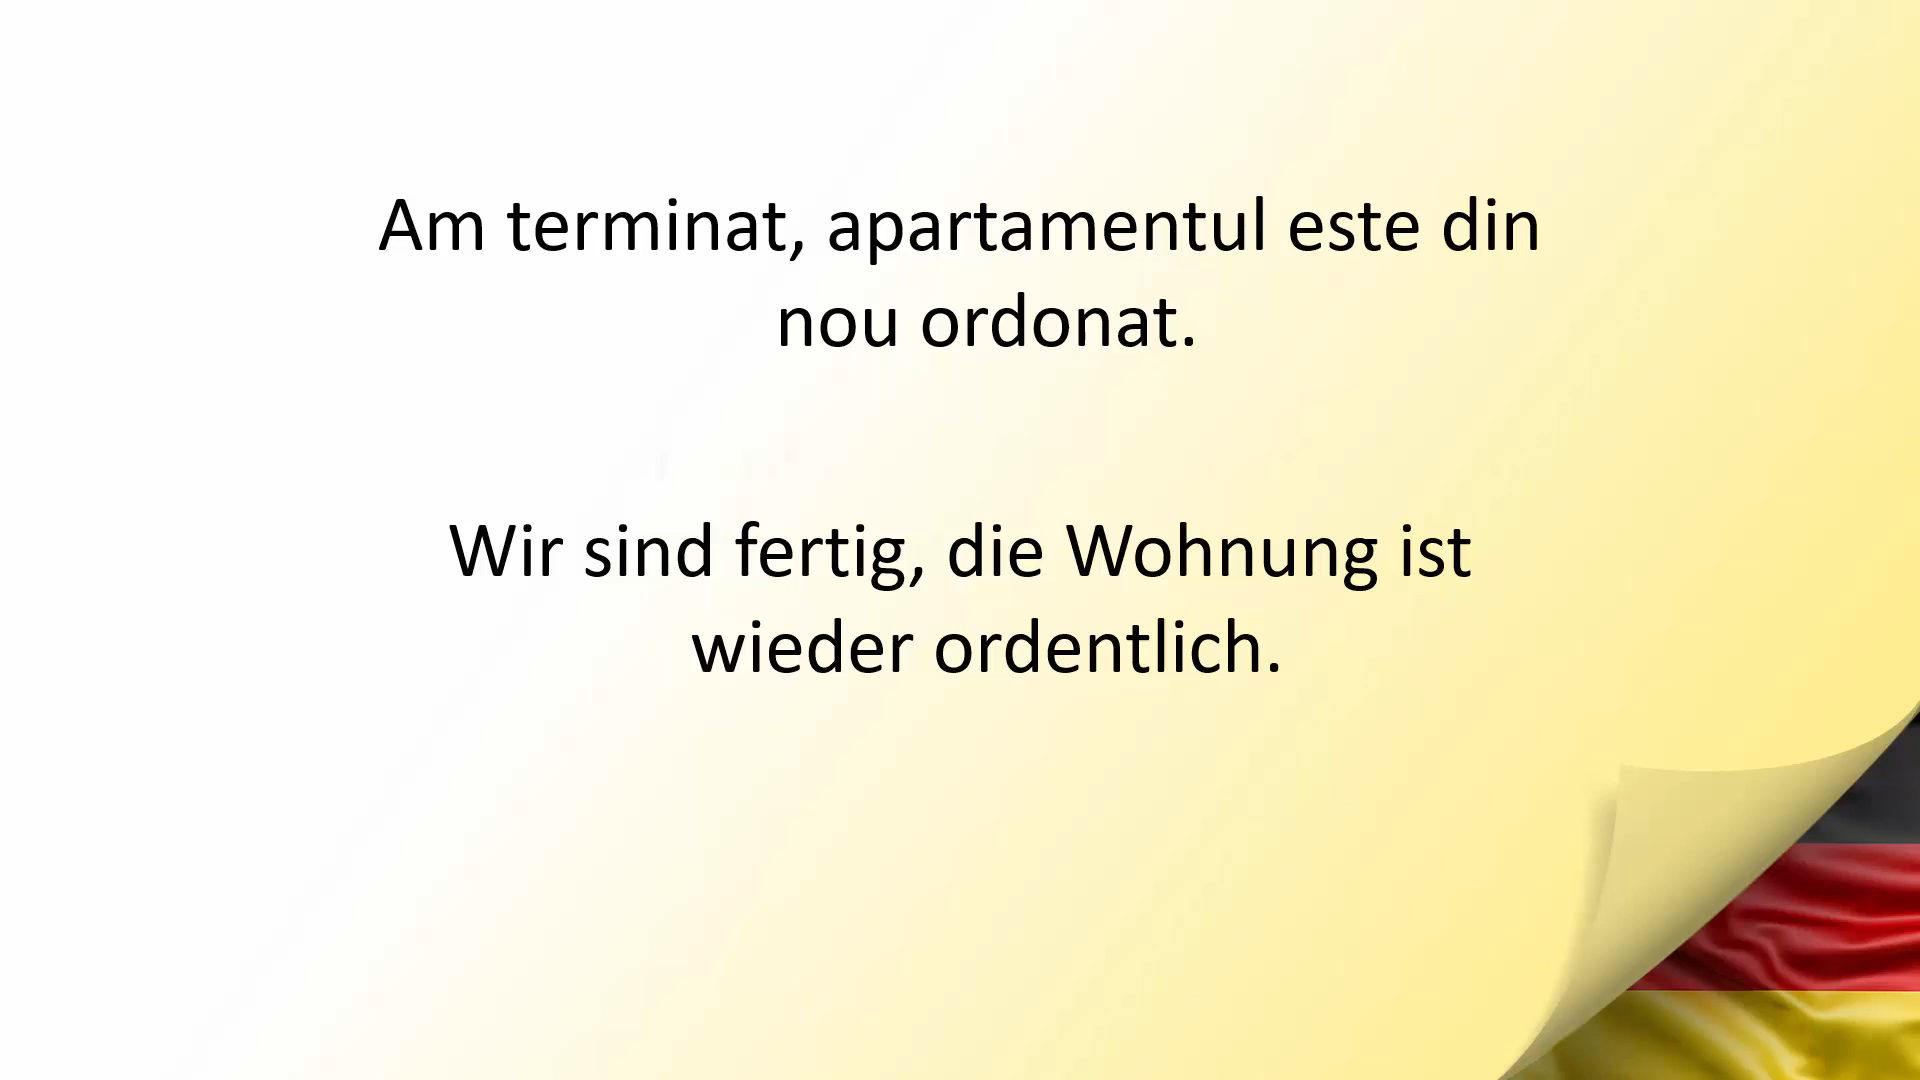 Am terminat, apartamentul este din
nou ordonat.
Wir sind fertig, die Wohnung ist
wieder ordentlich.